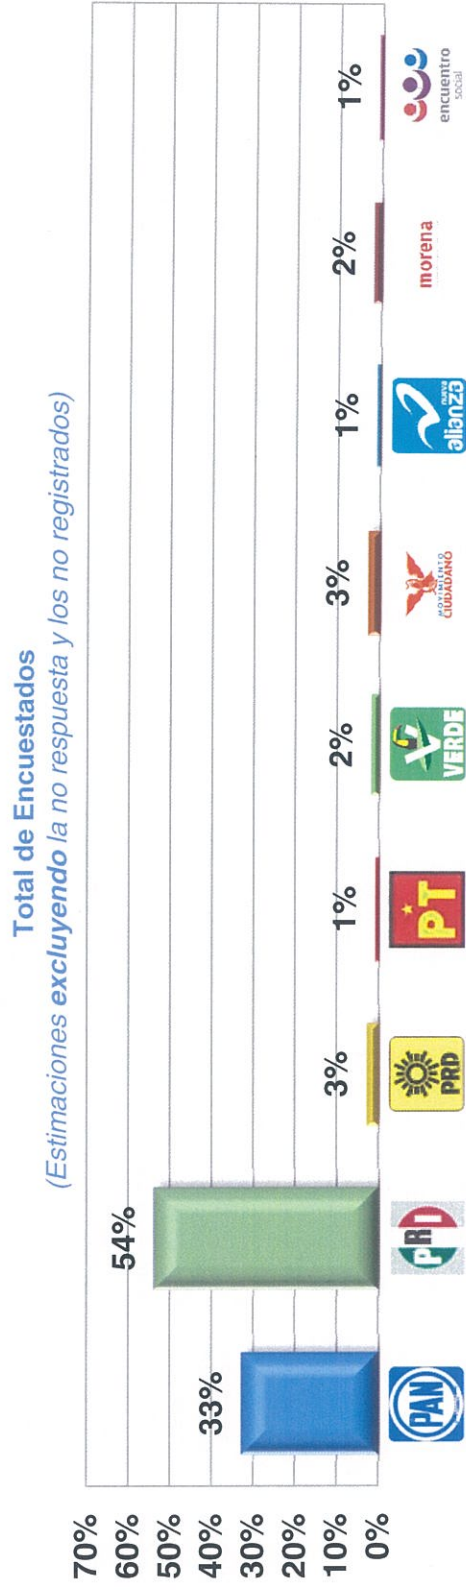 Total de Encuestados
(Estimaciones excluyendo la no respuesta y los no registrados)
70%
60%
50%
40%
30%
20%
10%
0%
33%
54%
3%
1%
2%
3%
1%
2%
1%
PAN
PRI
PRD
PT
VERDE
MOVIMIENTO
CIUDADANO
nueva
alianza
morena
encuentro
social